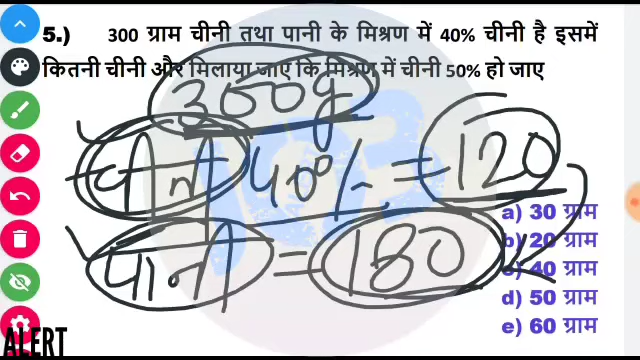 5.) 300 ग्राम चीनी तथा पानी के मिश्रण में 40% चीनी है इसमें
कितनी चीनी और मिलाया जाए कि मिश्रण में चीनी 50% हो जाए
300g
चीनी 40% = 120
पानी = 180
a) 30 ग्राम
b) 20 ग्राम
c) 40 ग्राम
d) 50 ग्राम
e) 60 ग्राम
ALERT